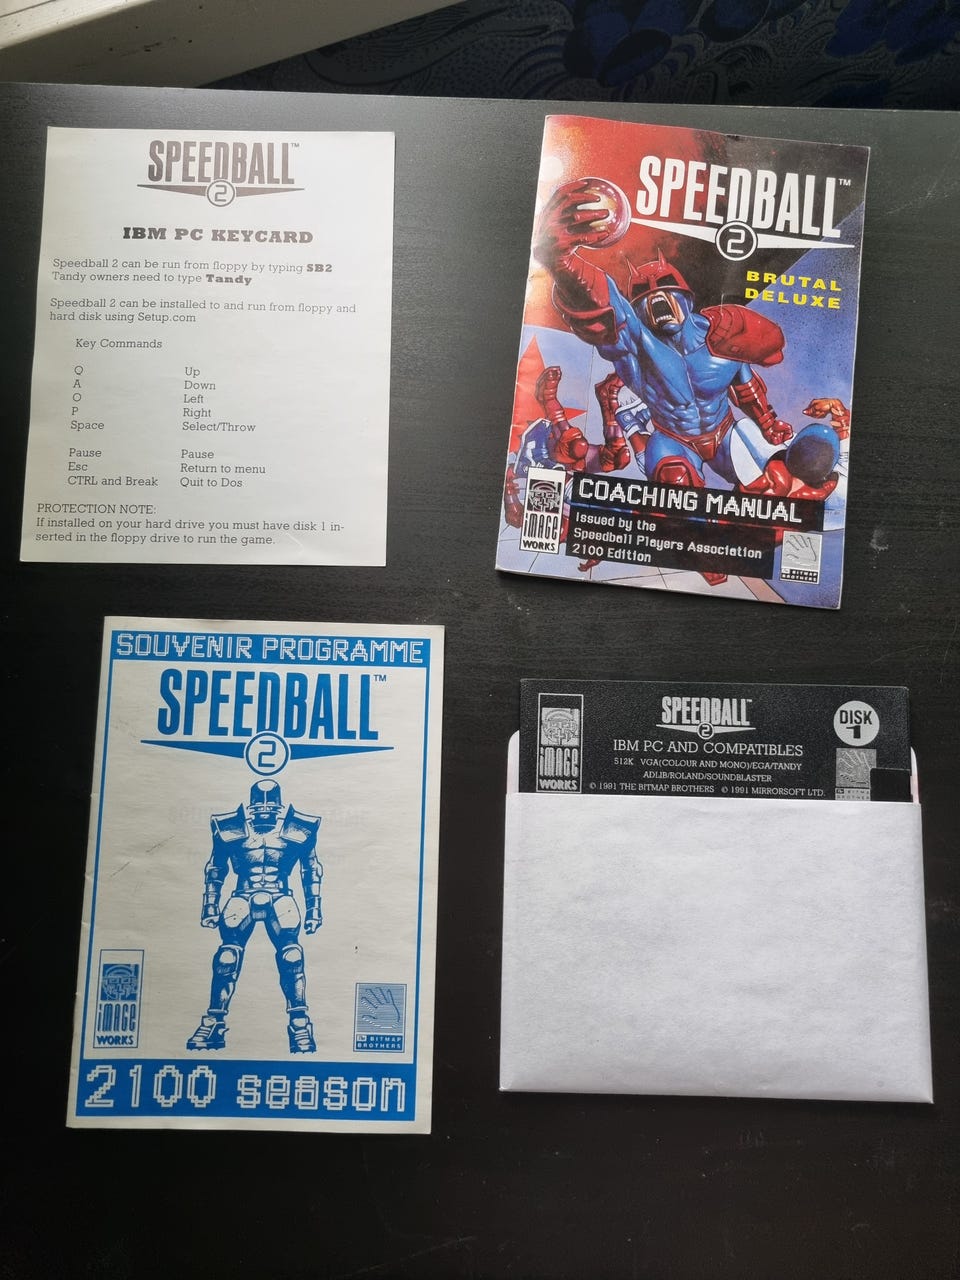 SPEEDBALL™
2
IBM PC KEYCARD
Speedball 2 can be run from floppy by typing SB2
Tandy owners need to type Tandy
Speedball 2 can be installed to and run from floppy and
hard disk using Setup.com
Key Commands
Q Up
A Down
O Left
P Right
Space Select/Throw
Pause Pause
Esc Return to menu
CTRL and Break Quit to Dos
PROTECTION NOTE:
If installed on your hard drive you must have disk 1 in-
serted in the floppy drive to run the game.
SPEEDBALL™
2
BRUTAL
DELUXE
COACHING MANUAL
Issued by the
Speedball Players Association
2100 Edition
IMAGE
WORKS
The BITMAP
BROTHERS
SOUVENIR PROGRAMME
SPEEDBALL™
2
IMAGE
WORKS
The BITMAP
BROTHERS
2100 season
IMAGE
WORKS
SPEEDBALL™
2
DISK
1
IBM PC AND COMPATIBLES
512K VGA(COLOUR AND MONO)/EGA/TANDY
ADLIB/ROLAND/SOUNDBLASTER
© 1991 THE BITMAP BROTHERS © 1991 MIRRORSOFT LTD.